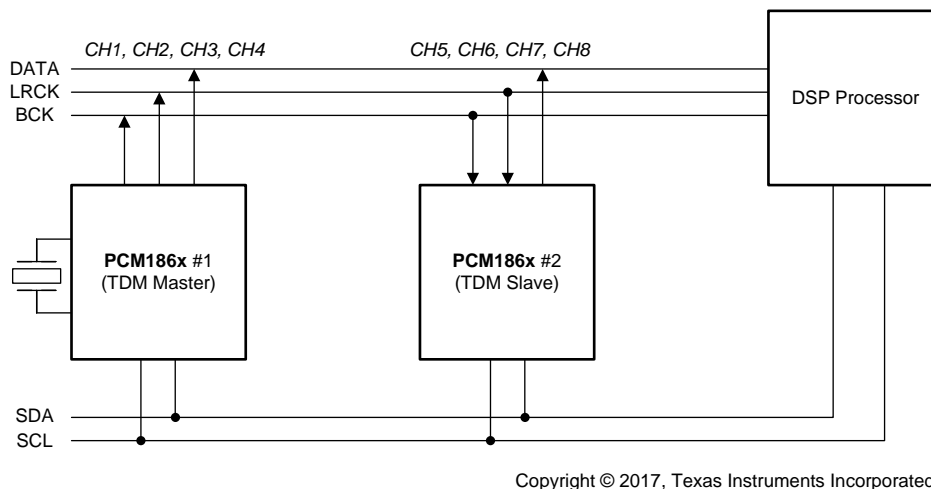 CH1, CH2, CH3, CH4
CH5, CH6, CH7, CH8
DATA
LRCK
BCK
DSP Processor
PCM186x #1
(TDM Master)
PCM186x #2
(TDM Slave)
SDA
SCL
Copyright © 2017, Texas Instruments Incorporated